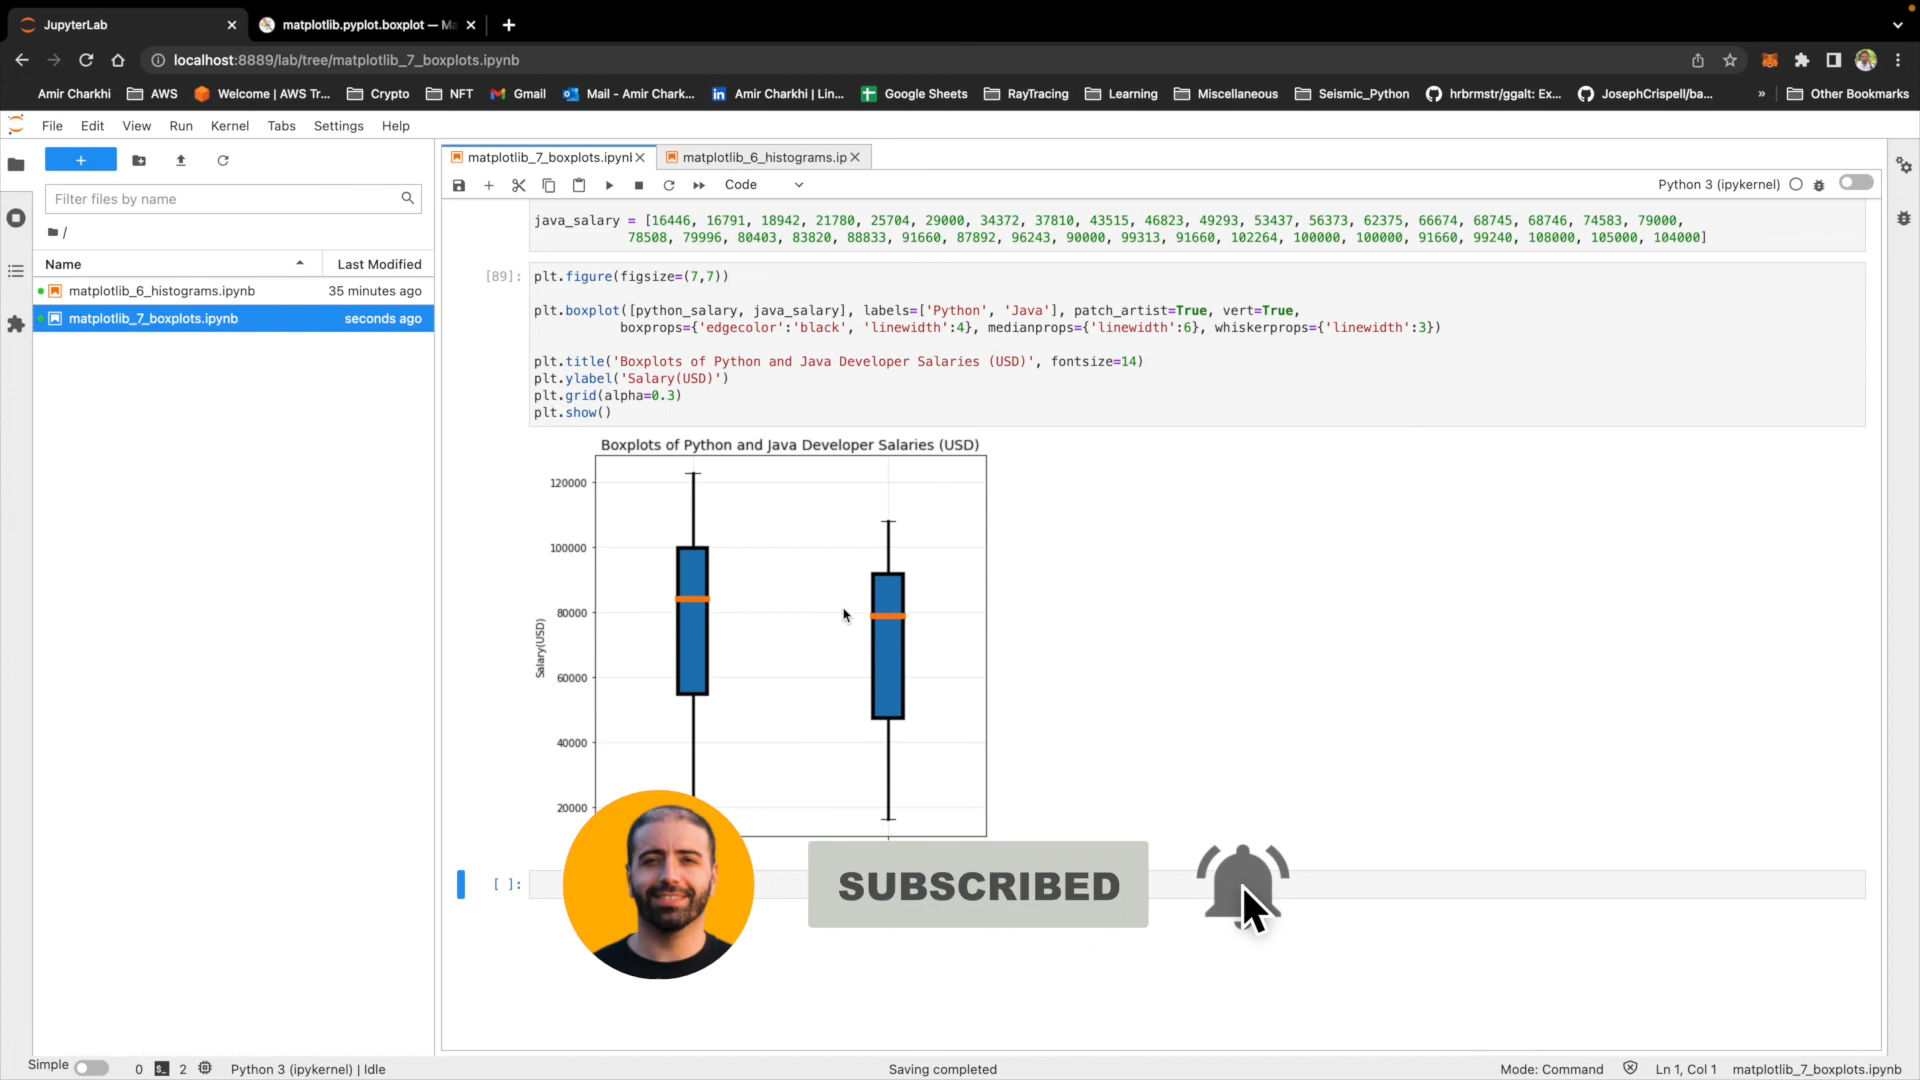 JupyterLab
matplotlib.pyplot.boxplot — Ma
localhost:8889/lab/tree/matplotlib_7_boxplots.ipynb
Amir Charkhi AWS Welcome | AWS Tr... Crypto NFT Gmail Mail - Amir Chark... Amir Charkhi | Lin... Google Sheets RayTracing Learning Miscellaneous Seismic_Python hrbrmstr/ggalt: Ex... JosephCrispell/ba... » Other Bookmarks
File Edit View Run Kernel Tabs Settings Help
Filter files by name
/
Name Last Modified
matplotlib_6_histograms.ipynb 35 minutes ago
matplotlib_7_boxplots.ipynb seconds ago
matplotlib_7_boxplots.ipynl matplotlib_6_histograms.ip
Code Python 3 (ipykernel)
java_salary = [16446, 16791, 18942, 21780, 25704, 29000, 34372, 37810, 43515, 46823, 49293, 53437, 56373, 62375, 66674, 68745, 68746, 74583, 79000,
78508, 79996, 80403, 83820, 88833, 91660, 87892, 96243, 90000, 99313, 91660, 102264, 100000, 100000, 91660, 99240, 108000, 105000, 104000]
[89]: plt.figure(figsize=(7,7))
plt.boxplot([python_salary, java_salary], labels=['Python', 'Java'], patch_artist=True, vert=True,
boxprops={'edgecolor':'black', 'linewidth':4}, medianprops={'linewidth':6}, whiskerprops={'linewidth':3})
plt.title('Boxplots of Python and Java Developer Salaries (USD)', fontsize=14)
plt.ylabel('Salary(USD)')
plt.grid(alpha=0.3)
plt.show()
Boxplots of Python and Java Developer Salaries (USD)
120000
100000
80000
60000
40000
20000
Salary(USD)
[ ]:
SUBSCRIBED
Simple 0 2 Python 3 (ipykernel) | Idle Saving completed Mode: Command Ln 1, Col 1 matplotlib_7_boxplots.ipynb